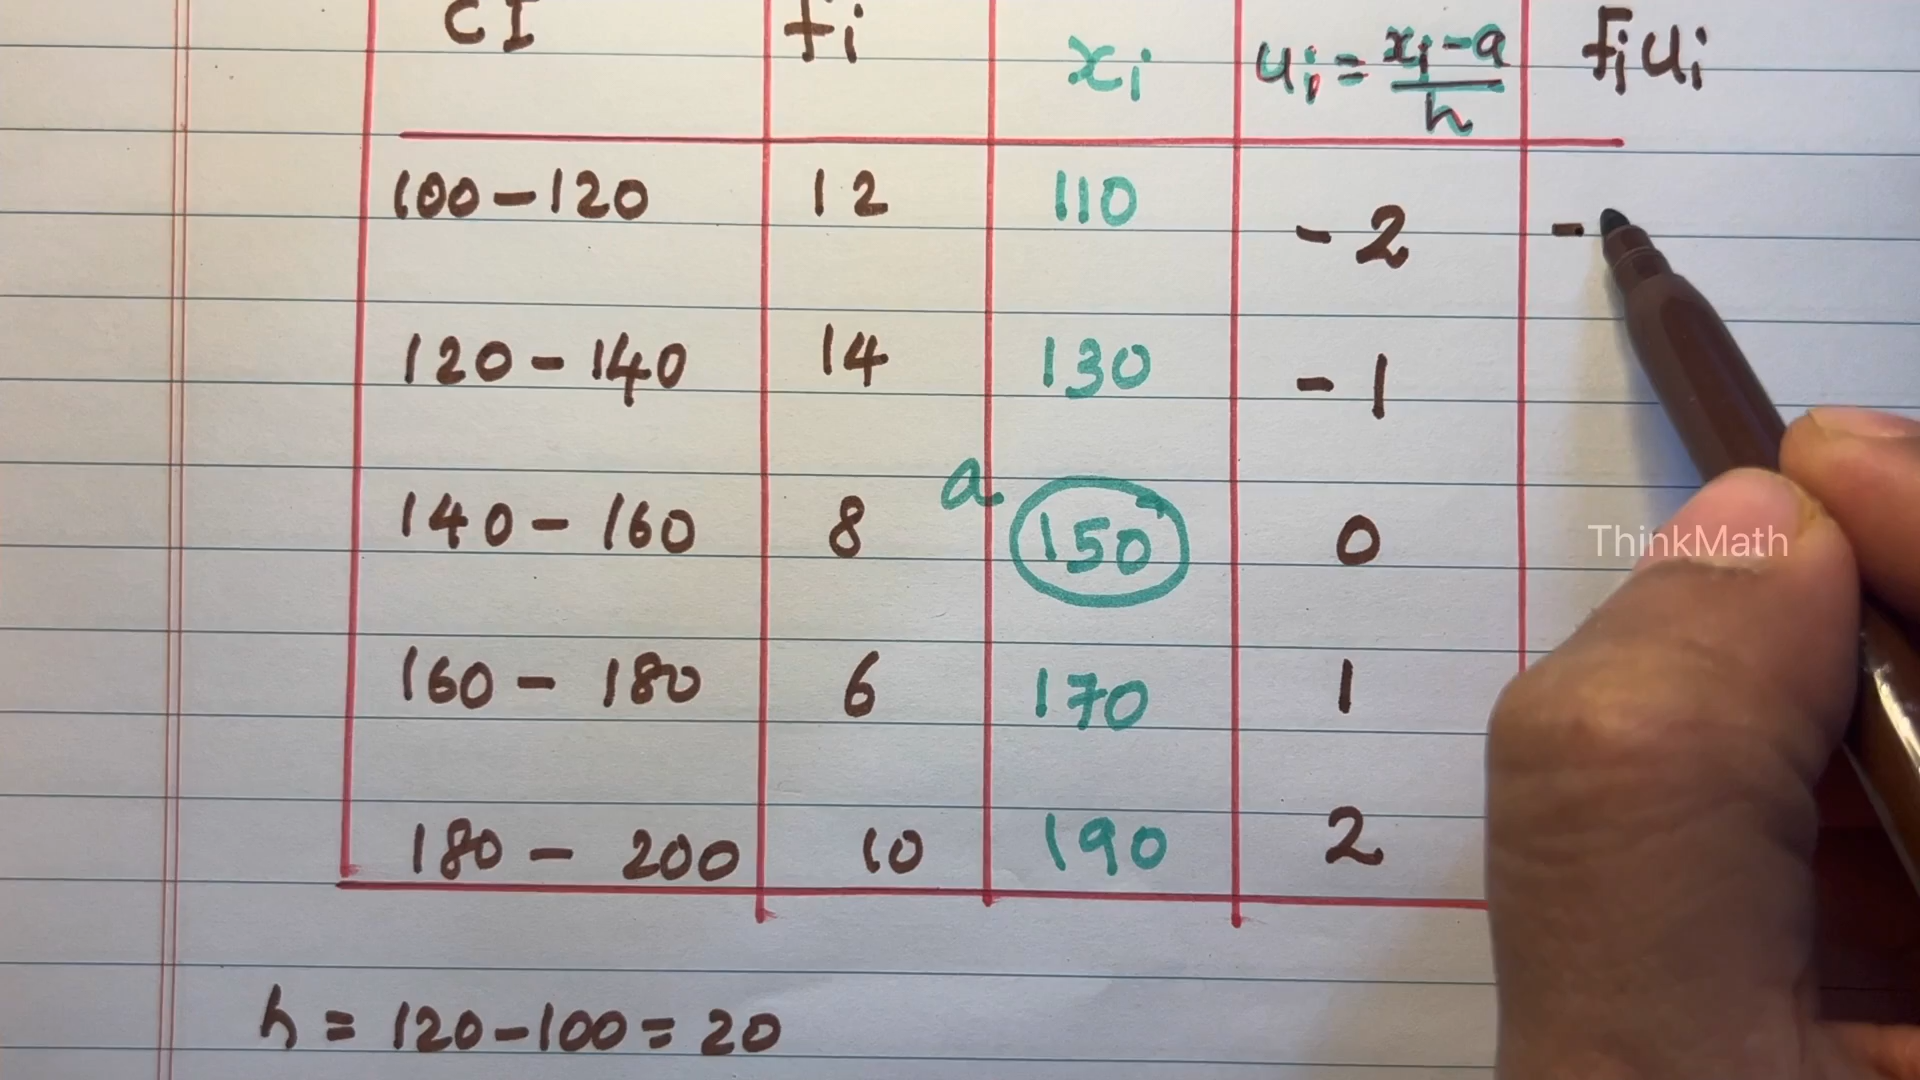 CI fi xi ui = xi-a/h fiui
100-120 12 110 -2 -
120-140 14 130 -1
a
140-160 8 150 0
ThinkMath
160-180 6 170 1
180-200 10 190 2
h = 120-100 = 20